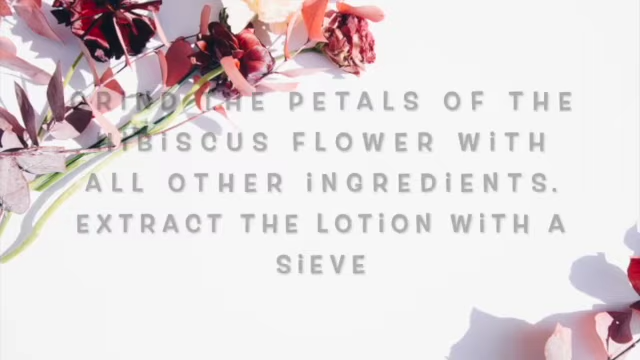 GRIND THE PETALS OF THE
HIBISCUS FLOWER WITH
ALL OTHER INGREDIENTS.
EXTRACT THE LOTION WITH A
SIEVE